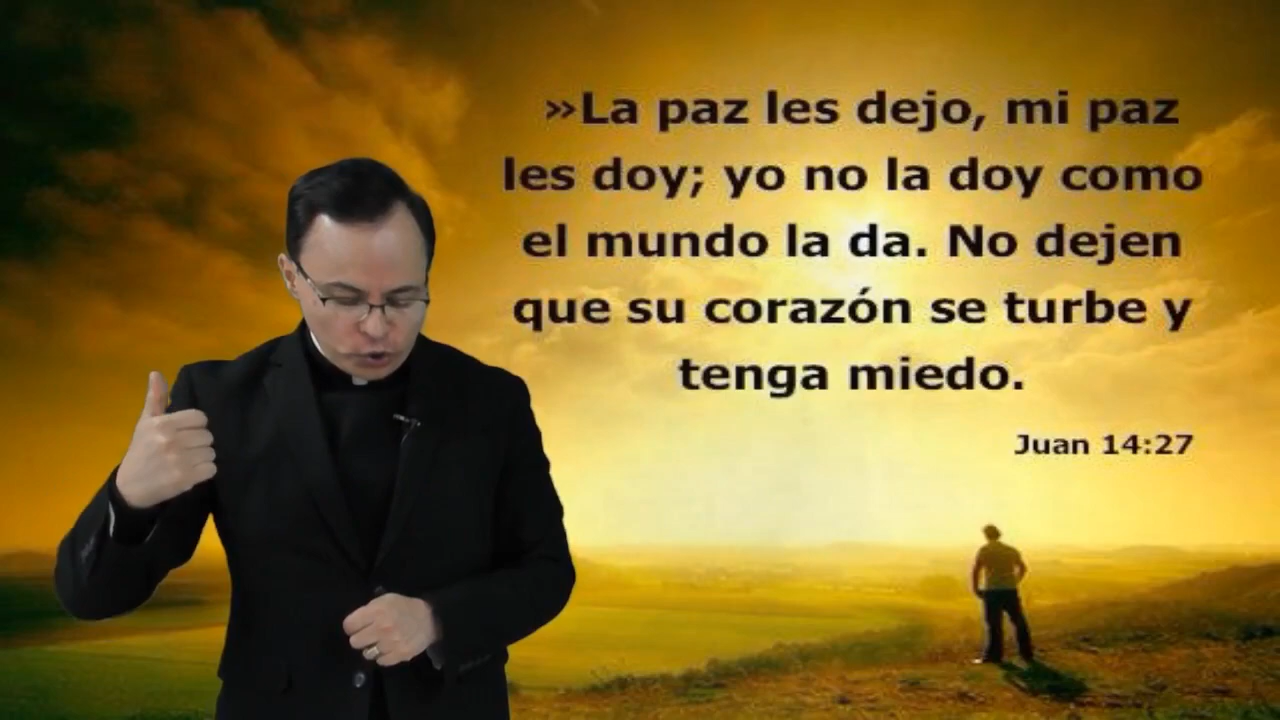 »La paz les dejo, mi paz
les doy; yo no la doy como
el mundo la da. No dejen
que su corazón se turbe y
tenga miedo.
Juan 14:27